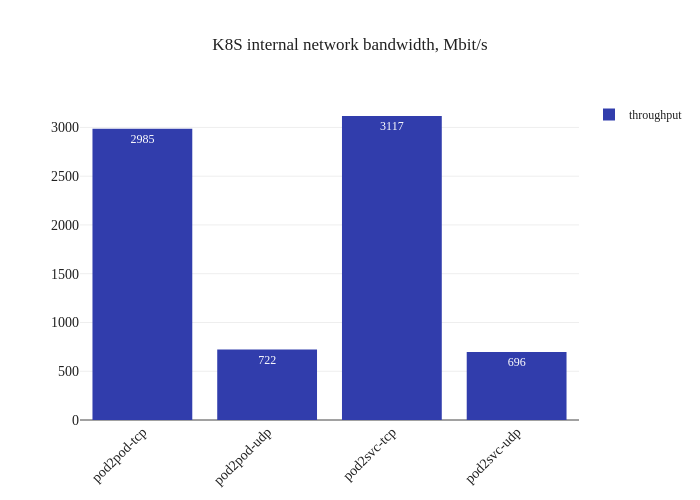 K8S internal network bandwidth, Mbit/s
throughput
3000
2500
2000
1500
1000
500
0
2985
722
3117
696
pod2pod-tcp
pod2pod-udp
pod2svc-tcp
pod2svc-udp